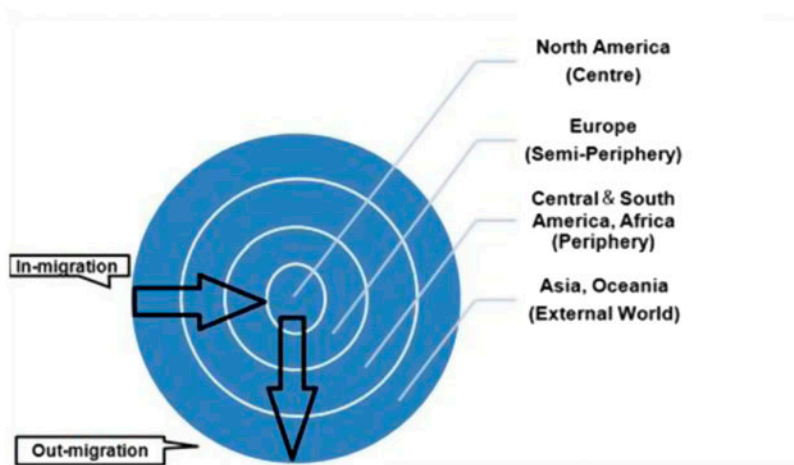 North America
(Centre)
Europe
(Semi-Periphery)
Central & South
America, Africa
(Periphery)
In-migration
Asia, Oceania
(External World)
Out-migration